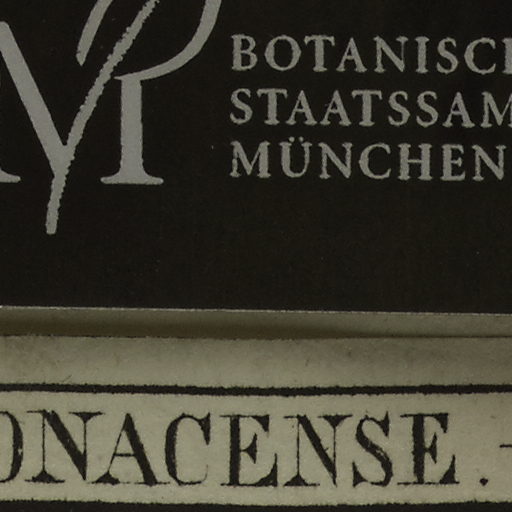 BOTANISC
STAATSSAM
MÜNCHEN
ONACENSE.